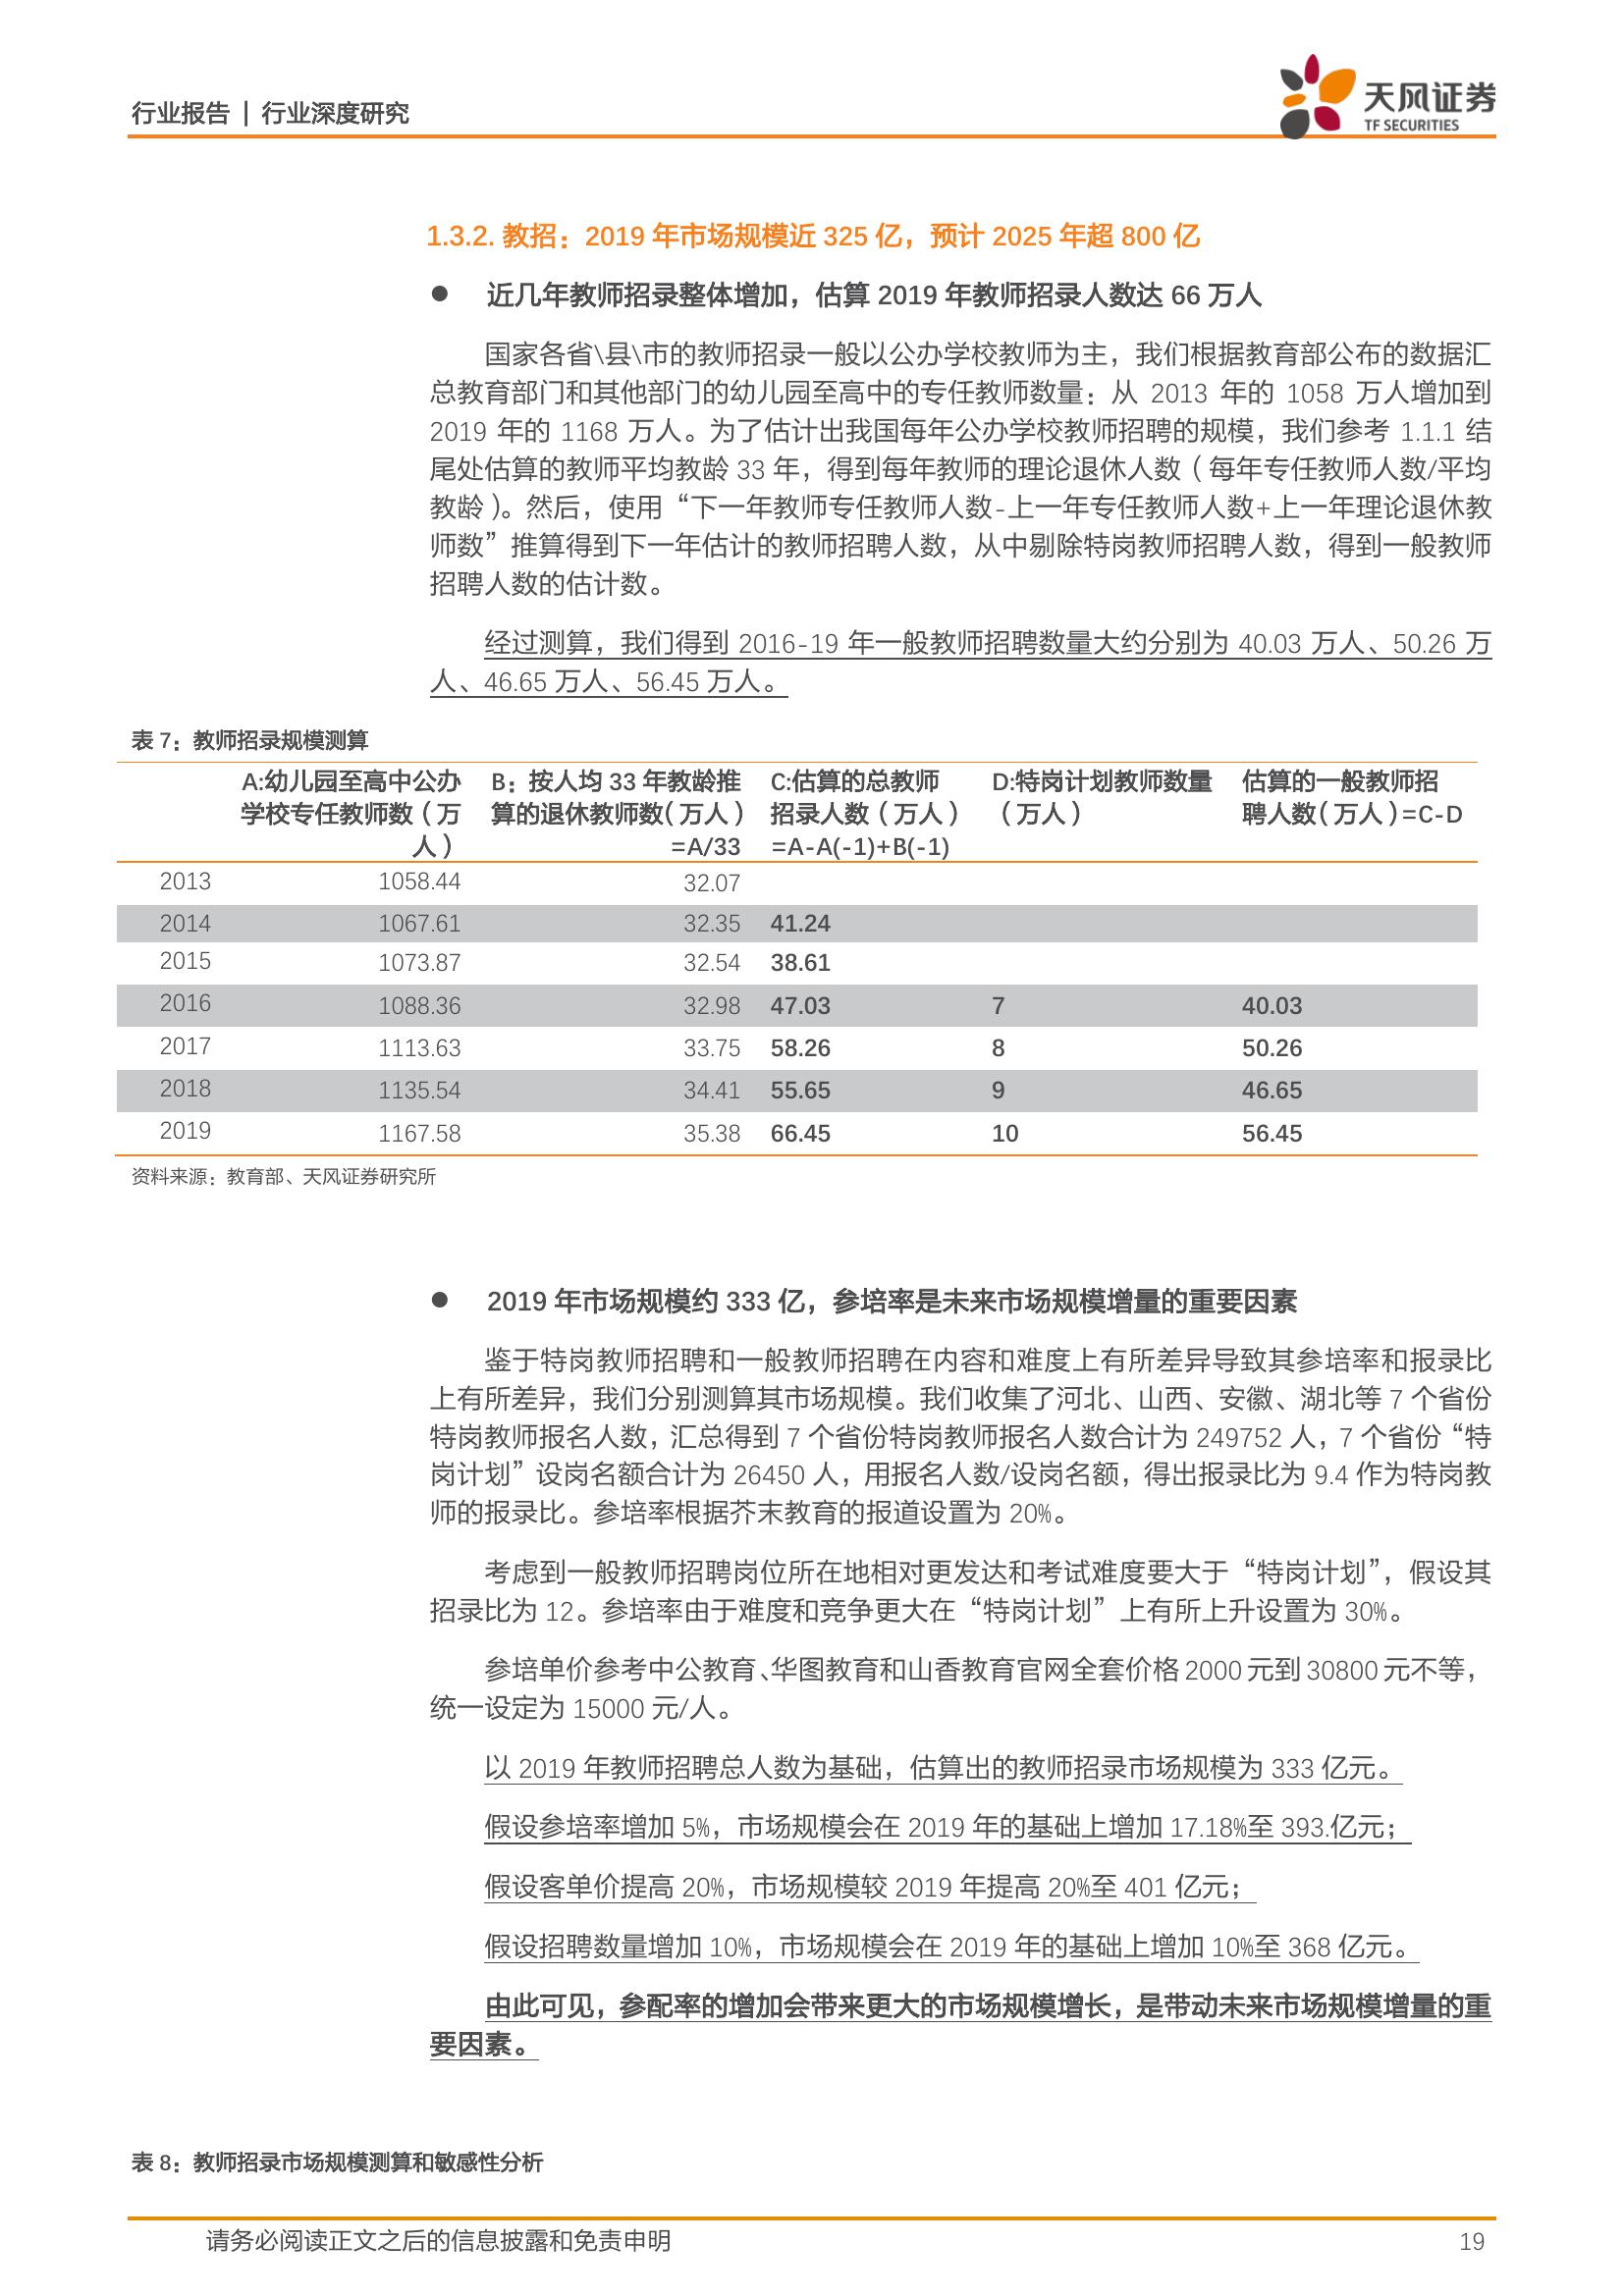 行业报告 | 行业深度研究
天风证券
TF SECURITIES
1.3.2. 教招：2019 年市场规模近 325 亿，预计 2025 年超 800 亿
● 近几年教师招录整体增加，估算 2019 年教师招录人数达 66 万人
国家各省\县\市的教师招录一般以公办学校教师为主，我们根据教育部公布的数据汇
总教育部门和其他部门的幼儿园至高中的专任教师数量：从 2013 年的 1058 万人增加到
2019 年的 1168 万人。为了估计出我国每年公办学校教师招聘的规模，我们参考 1.1.1 结
尾处估算的教师平均教龄 33 年，得到每年教师的理论退休人数（每年专任教师人数/平均
教龄）。然后，使用“下一年教师专任教师人数-上一年专任教师人数+上一年理论退休教
师数”推算得到下一年估计的教师招聘人数，从中剔除特岗教师招聘人数，得到一般教师
招聘人数的估计数。
经过测算，我们得到 2016-19 年一般教师招聘数量大约分别为 40.03 万人、50.26 万
人、46.65 万人、56.45 万人。
表 7：教师招录规模测算
A:幼儿园至高中公办 B：按人均 33 年教龄推 C:估算的总教师 D:特岗计划教师数量 估算的一般教师招
学校专任教师数（万 算的退休教师数（万人） 招录人数（万人） （万人） 聘人数（万人）=C-D
人） =A/33 =A-A(-1)+B(-1)
2013 1058.44 32.07
2014 1067.61 32.35 41.24
2015 1073.87 32.54 38.61
2016 1088.36 32.98 47.03 7 40.03
2017 1113.63 33.75 58.26 8 50.26
2018 1135.54 34.41 55.65 9 46.65
2019 1167.58 35.38 66.45 10 56.45
资料来源：教育部、天风证券研究所
● 2019 年市场规模约 333 亿，参培率是未来市场规模增量的重要因素
鉴于特岗教师招聘和一般教师招聘在内容和难度上有所差异导致其参培率和报录比
上有所差异，我们分别测算其市场规模。我们收集了河北、山西、安徽、湖北等 7 个省份
特岗教师报名人数，汇总得到 7 个省份特岗教师报名人数合计为 249752 人，7 个省份“特
岗计划”设岗名额合计为 26450 人，用报名人数/设岗名额，得出报录比为 9.4 作为特岗教
师的报录比。参培率根据芥末教育的报道设置为 20%。
考虑到一般教师招聘岗位所在地相对更发达和考试难度要大于“特岗计划”，假设其
招录比为 12。参培率由于难度和竞争更大在“特岗计划”上有所上升设置为 30%。
参培单价参考中公教育、华图教育和山香教育官网全套价格 2000 元到 30800 元不等，
统一设定为 15000 元/人。
以 2019 年教师招聘总人数为基础，估算出的教师招录市场规模为 333 亿元。
假设参培率增加 5%，市场规模会在 2019 年的基础上增加 17.18%至 393.亿元；
假设客单价提高 20%，市场规模较 2019 年提高 20%至 401 亿元；
假设招聘数量增加 10%，市场规模会在 2019 年的基础上增加 10%至 368 亿元。
由此可见，参配率的增加会带来更大的市场规模增长，是带动未来市场规模增量的重
要因素。
表 8：教师招录市场规模测算和敏感性分析
请务必阅读正文之后的信息披露和免责申明 19